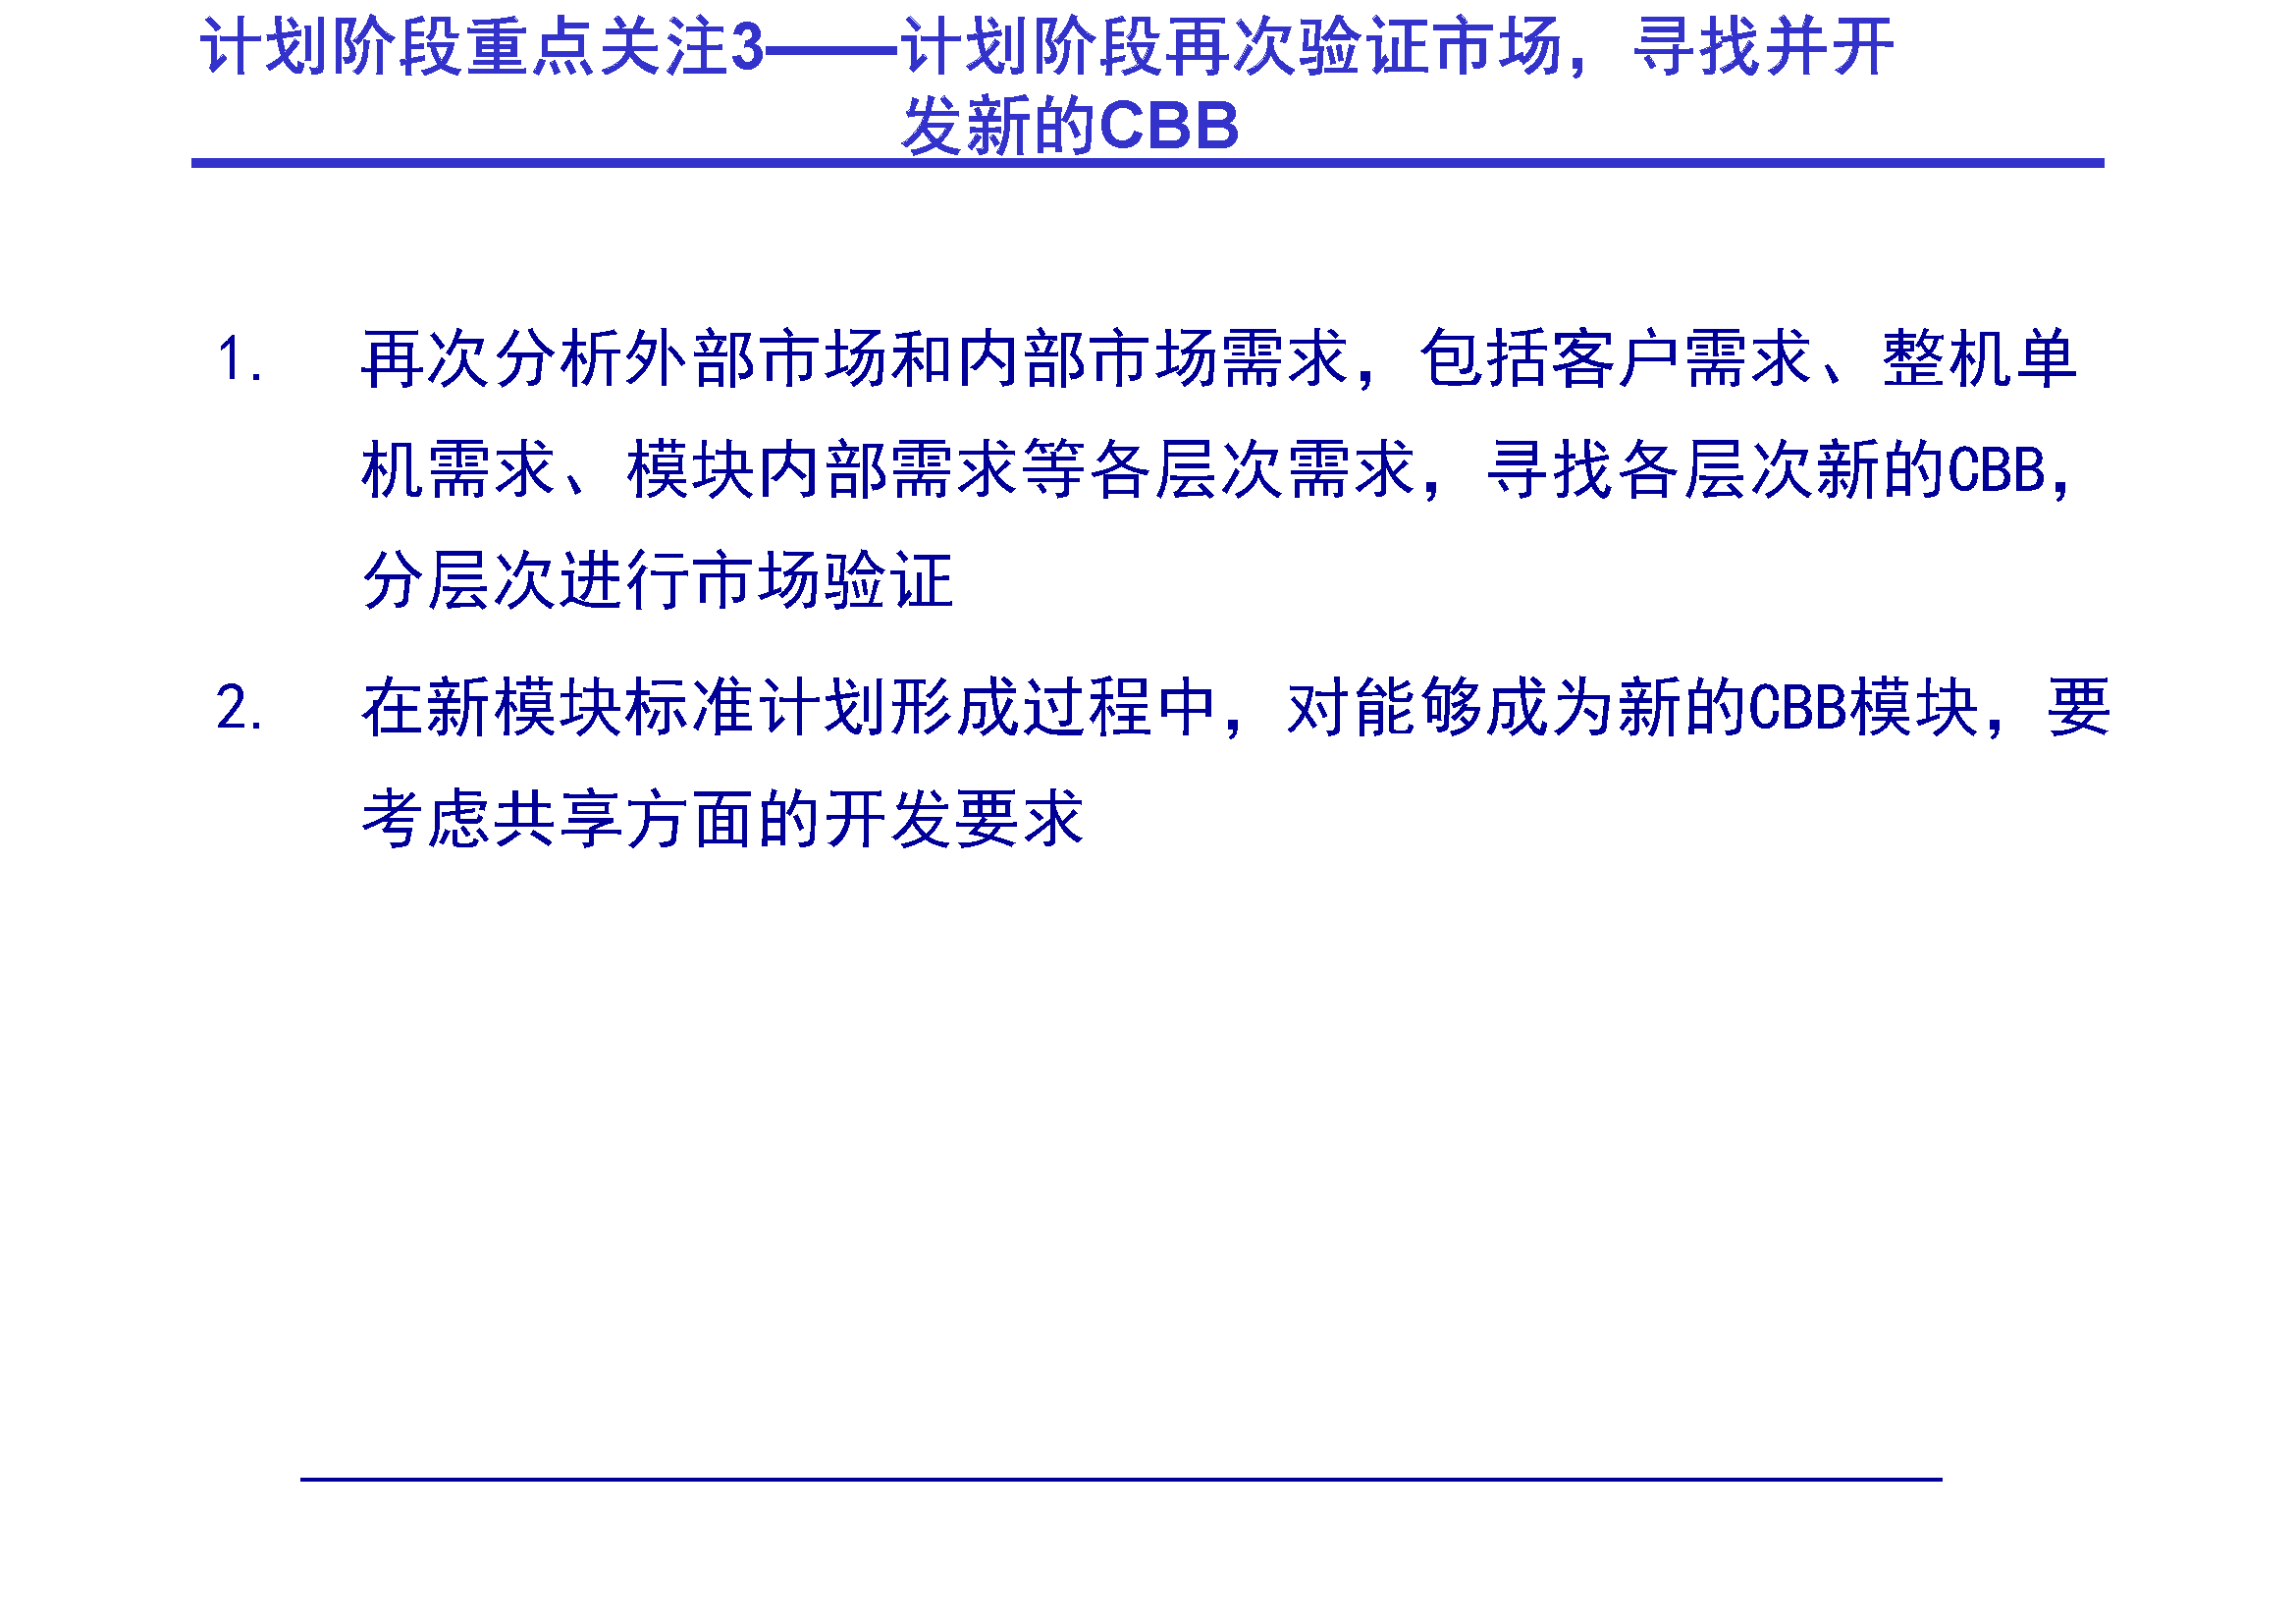 计划阶段重点关注3——计划阶段再次验证市场，寻找并开
发新的CBB
1. 再次分析外部市场和内部市场需求，包括客户需求、整机单
机需求、模块内部需求等各层次需求，寻找各层次新的CBB，
分层次进行市场验证
2. 在新模块标准计划形成过程中，对能够成为新的CBB模块，要
考虑共享方面的开发要求